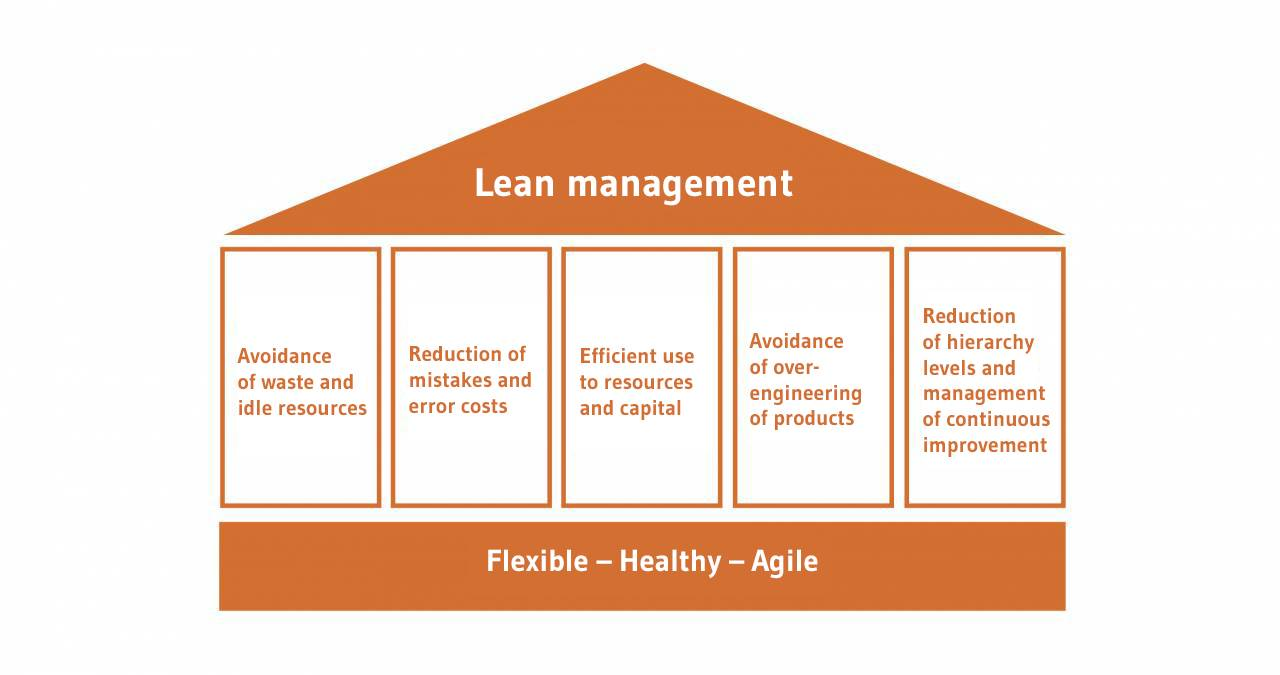 Lean management
Avoidance
of waste and
idle resources
Reduction of
mistakes and
error costs
Efficient use
to resources
and capital
Avoidance
of over-
engineering
of products
Reduction
of hierarchy
levels and
management
of continuous
improvement
Flexible – Healthy – Agile